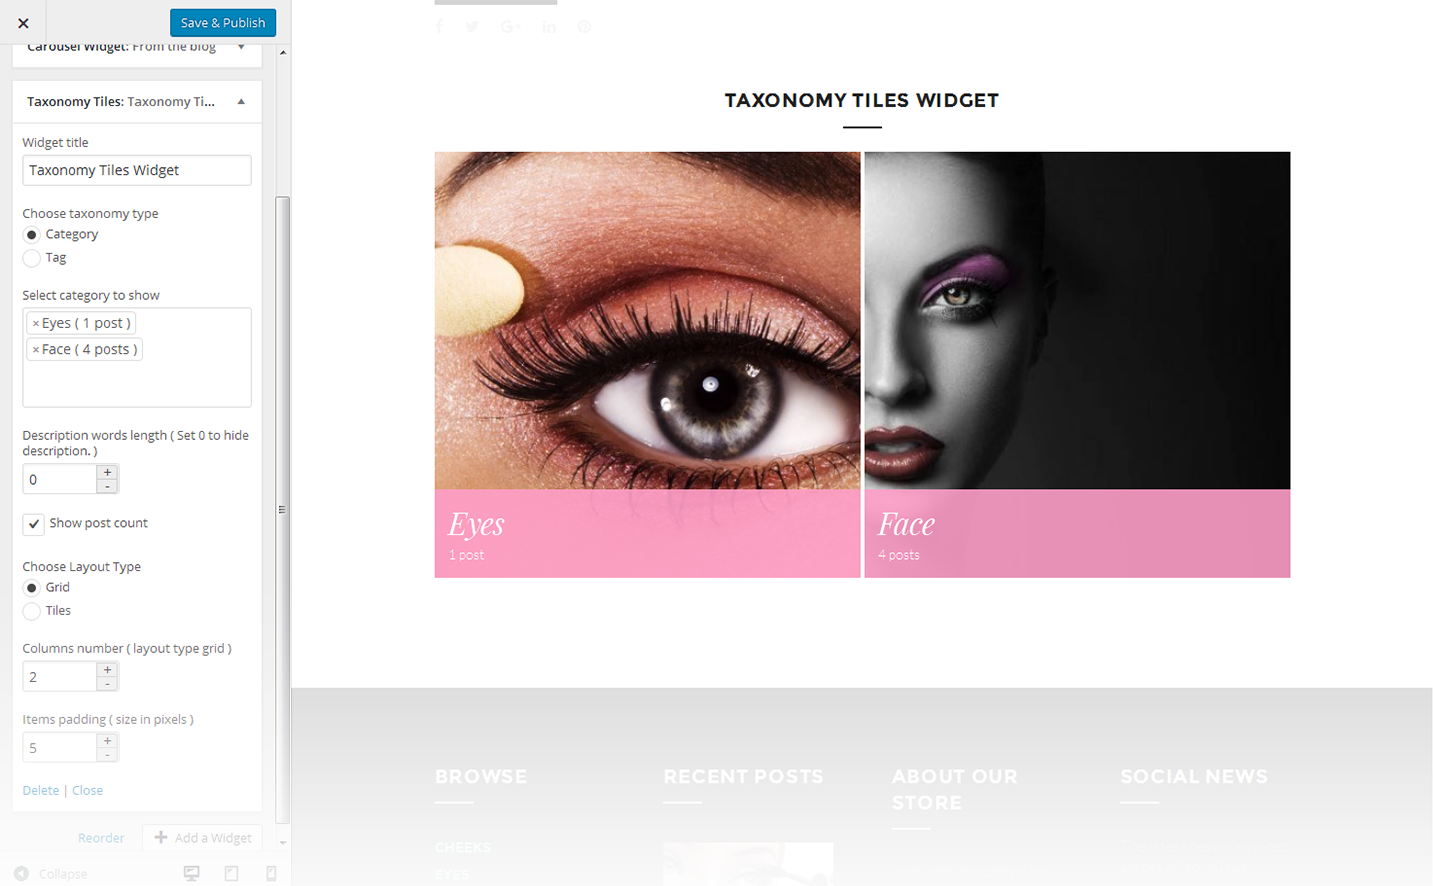 Save & Publish
Carousel Widget: From the blog
Taxonomy Tiles: Taxonomy Ti...
Widget title
Taxonomy Tiles Widget
Choose taxonomy type
Category
Tag
Select category to show
×Eyes ( 1 post )
×Face ( 4 posts )
Description words length ( Set 0 to hide
description. )
0
+
-
Show post count
Choose Layout Type
Grid
Tiles
Columns number ( layout type grid )
2
+
-
Items padding ( size in pixels )
5
+
-
Delete | Close
Reorder
Add a Widget
Collapse
TAXONOMY TILES WIDGET
Eyes
1 post
Face
4 posts
BROWSE
CHEEKS
EYES
RECENT POSTS
ABOUT OUR
STORE
SOCIAL NEWS